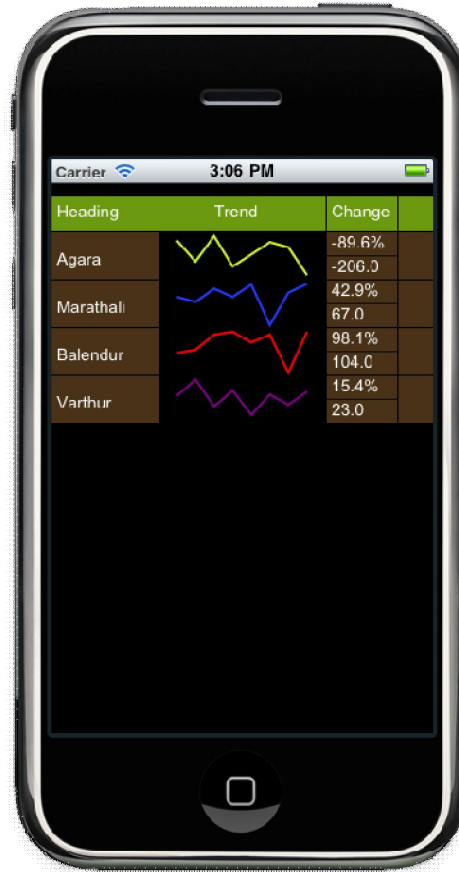 Carrier 3:06 PM
Heading Trend Change
Agara -89.6%
-206.0
Marathali 42.9%
67.0
Balendur 98.1%
104.0
Varthur 15.4%
23.0